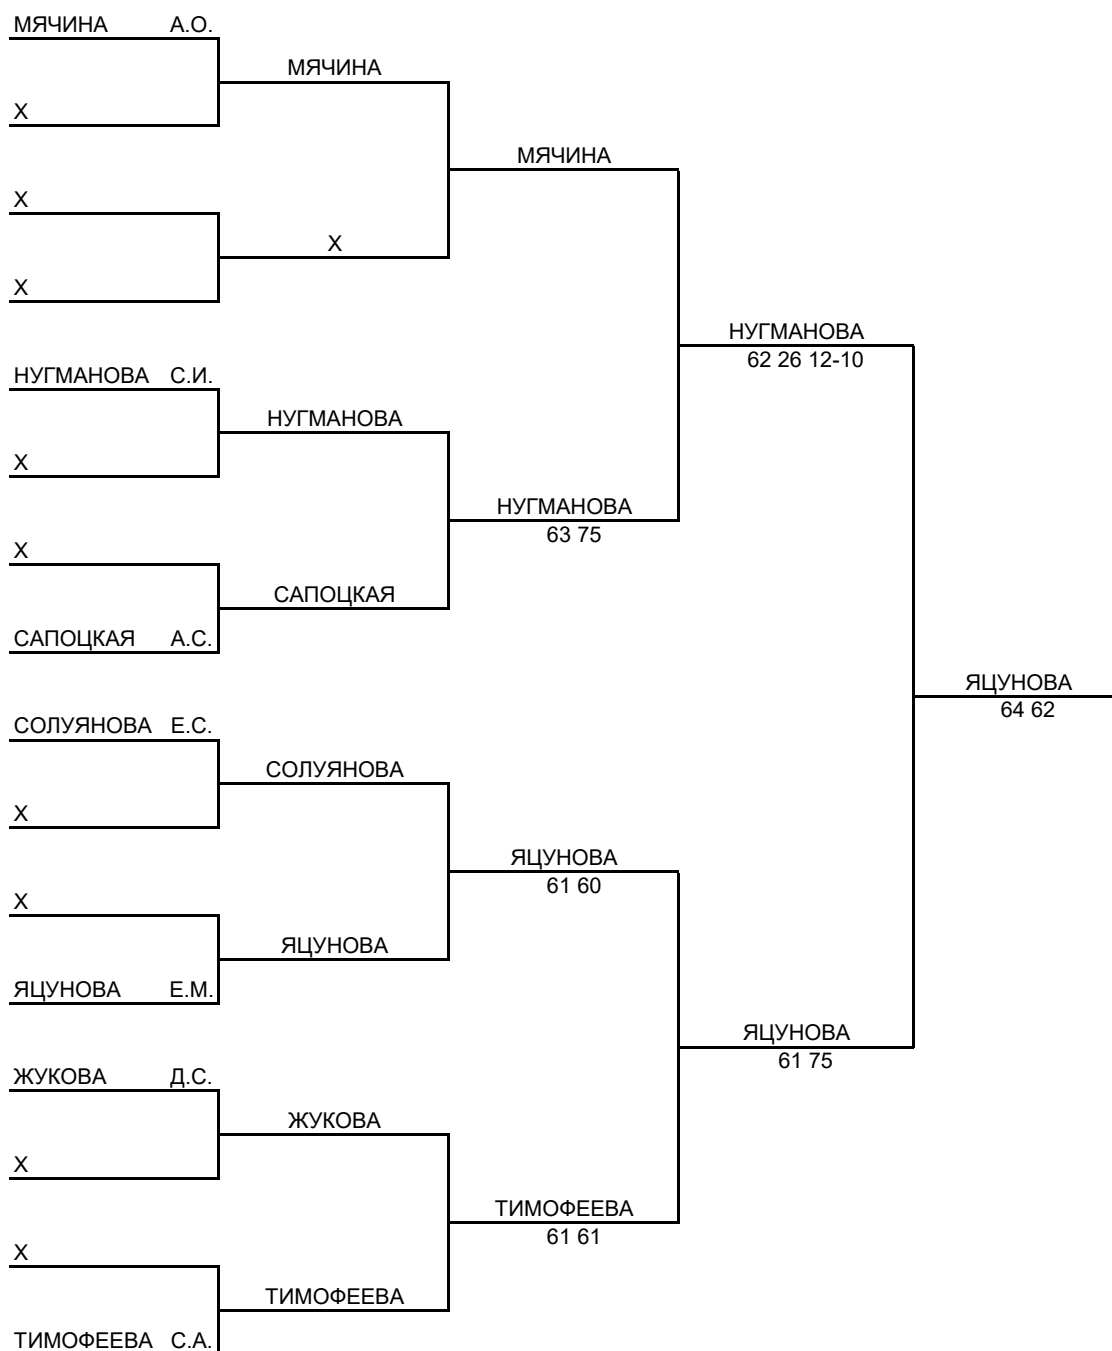 МЯЧИНА А.О.
МЯЧИНА
Х
МЯЧИНА
Х
Х
Х
НУГМАНОВА
62 26 12-10
НУГМАНОВА С.И.
НУГМАНОВА
Х
НУГМАНОВА
63 75
Х
САПОЦКАЯ
САПОЦКАЯ А.С.
ЯЦУНОВА
64 62
СОЛУЯНОВА Е.С.
СОЛУЯНОВА
Х
ЯЦУНОВА
61 60
Х
ЯЦУНОВА
ЯЦУНОВА Е.М.
ЯЦУНОВА
61 75
ЖУКОВА Д.С.
ЖУКОВА
Х
ТИМОФЕЕВА
61 61
Х
ТИМОФЕЕВА
ТИМОФЕЕВА С.А.